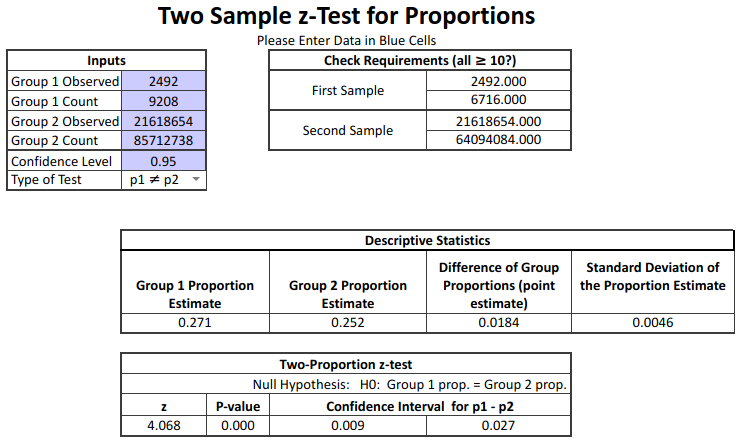 Two Sample z-Test for Proportions
Please Enter Data in Blue Cells
Inputs
Group 1 Observed 2492
Group 1 Count 9208
Group 2 Observed 21618654
Group 2 Count 85712738
Confidence Level 0.95
Type of Test p1 ≠ p2
Check Requirements (all ≥ 10?)
First Sample 2492.000
6716.000
Second Sample 21618654.000
64094084.000
Descriptive Statistics
Group 1 Proportion Estimate Group 2 Proportion Estimate Difference of Group Proportions (point estimate) Standard Deviation of the Proportion Estimate
0.271 0.252 0.0184 0.0046
Two-Proportion z-test
Null Hypothesis: H0: Group 1 prop. = Group 2 prop.
z P-value Confidence Interval for p1 - p2
4.068 0.000 0.009 0.027